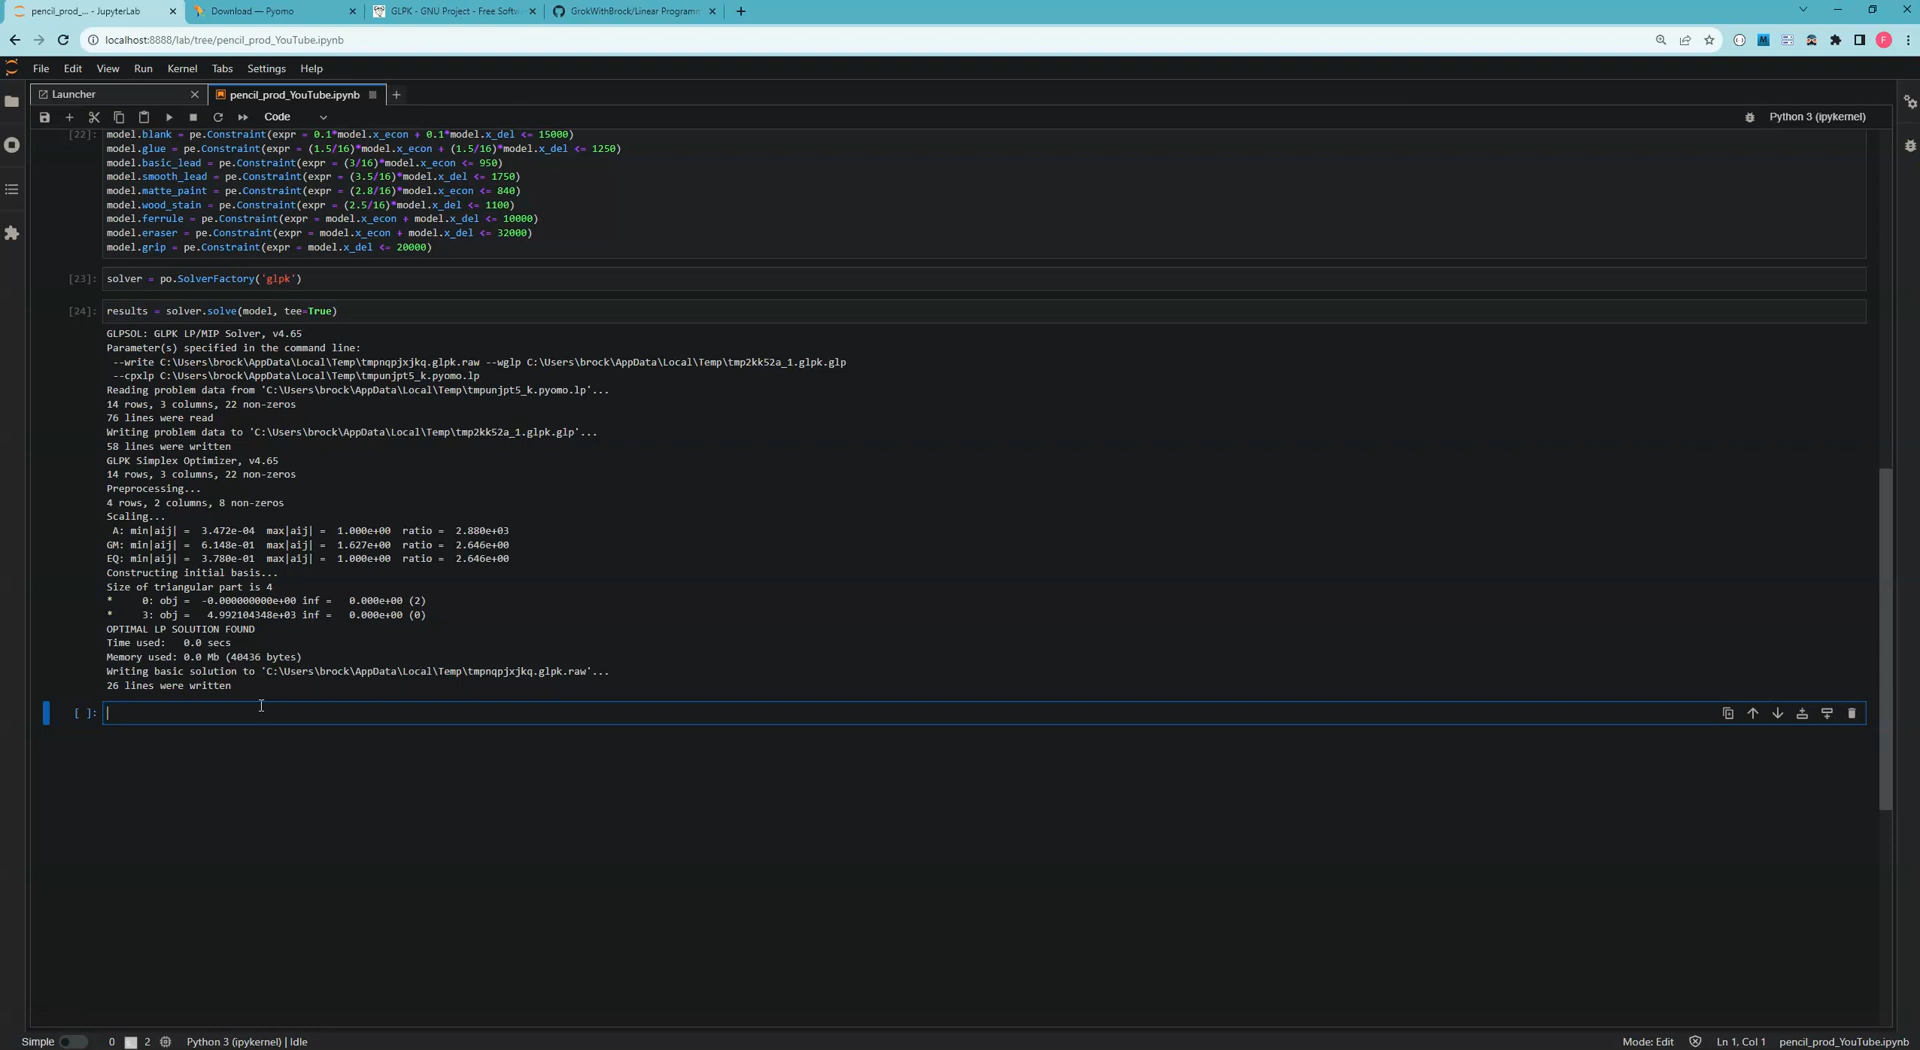 pencil_prod_... - JupyterLab
Download — Pyomo
GLPK - GNU Project - Free Softw
GrokWithBrock/Linear Programm
localhost:8888/lab/tree/pencil_prod_YouTube.ipynb
F
File Edit View Run Kernel Tabs Settings Help
Launcher
pencil_prod_YouTube.ipynb
Code
Python 3 (ipykernel)
[22]: model.blank = pe.Constraint(expr = 0.1*model.x_econ + 0.1*model.x_del <= 15000)
model.glue = pe.Constraint(expr = (1.5/16)*model.x_econ + (1.5/16)*model.x_del <= 1250)
model.basic_lead = pe.Constraint(expr = (3/16)*model.x_econ <= 950)
model.smooth_lead = pe.Constraint(expr = (3.5/16)*model.x_del <= 1750)
model.matte_paint = pe.Constraint(expr = (2.8/16)*model.x_econ <= 840)
model.wood_stain = pe.Constraint(expr = (2.5/16)*model.x_del <= 1100)
model.ferrule = pe.Constraint(expr = model.x_econ + model.x_del <= 10000)
model.eraser = pe.Constraint(expr = model.x_econ + model.x_del <= 32000)
model.grip = pe.Constraint(expr = model.x_del <= 20000)
[23]: solver = po.SolverFactory('glpk')
[24]: results = solver.solve(model, tee=True)
GLPSOL: GLPK LP/MIP Solver, v4.65
Parameter(s) specified in the command line:
--write C:\Users\brock\AppData\Local\Temp\tmpnqpjxjkq.glpk.raw --wglp C:\Users\brock\AppData\Local\Temp\tmp2kk52a_1.glpk.glp
--cpxlp C:\Users\brock\AppData\Local\Temp\tmpunjpt5_k.pyomo.lp
Reading problem data from 'C:\Users\brock\AppData\Local\Temp\tmpunjpt5_k.pyomo.lp'...
14 rows, 3 columns, 22 non-zeros
76 lines were read
Writing problem data to 'C:\Users\brock\AppData\Local\Temp\tmp2kk52a_1.glpk.glp'...
58 lines were written
GLPK Simplex Optimizer, v4.65
14 rows, 3 columns, 22 non-zeros
Preprocessing...
4 rows, 2 columns, 8 non-zeros
Scaling...
A: min|aij| = 3.472e-04 max|aij| = 1.000e+00 ratio = 2.880e+03
GM: min|aij| = 6.148e-01 max|aij| = 1.627e+00 ratio = 2.646e+00
EQ: min|aij| = 3.780e-01 max|aij| = 1.000e+00 ratio = 2.646e+00
Constructing initial basis...
Size of triangular part is 4
* 0: obj = -0.000000000e+00 inf = 0.000e+00 (2)
* 3: obj = 4.992104348e+03 inf = 0.000e+00 (0)
OPTIMAL LP SOLUTION FOUND
Time used: 0.0 secs
Memory used: 0.0 Mb (40436 bytes)
Writing basic solution to 'C:\Users\brock\AppData\Local\Temp\tmpnqpjxjkq.glpk.raw'...
26 lines were written
[ ]:
Simple 0 2 Python 3 (ipykernel) | Idle
Mode: Edit Ln 1, Col 1 pencil_prod_YouTube.ipynb